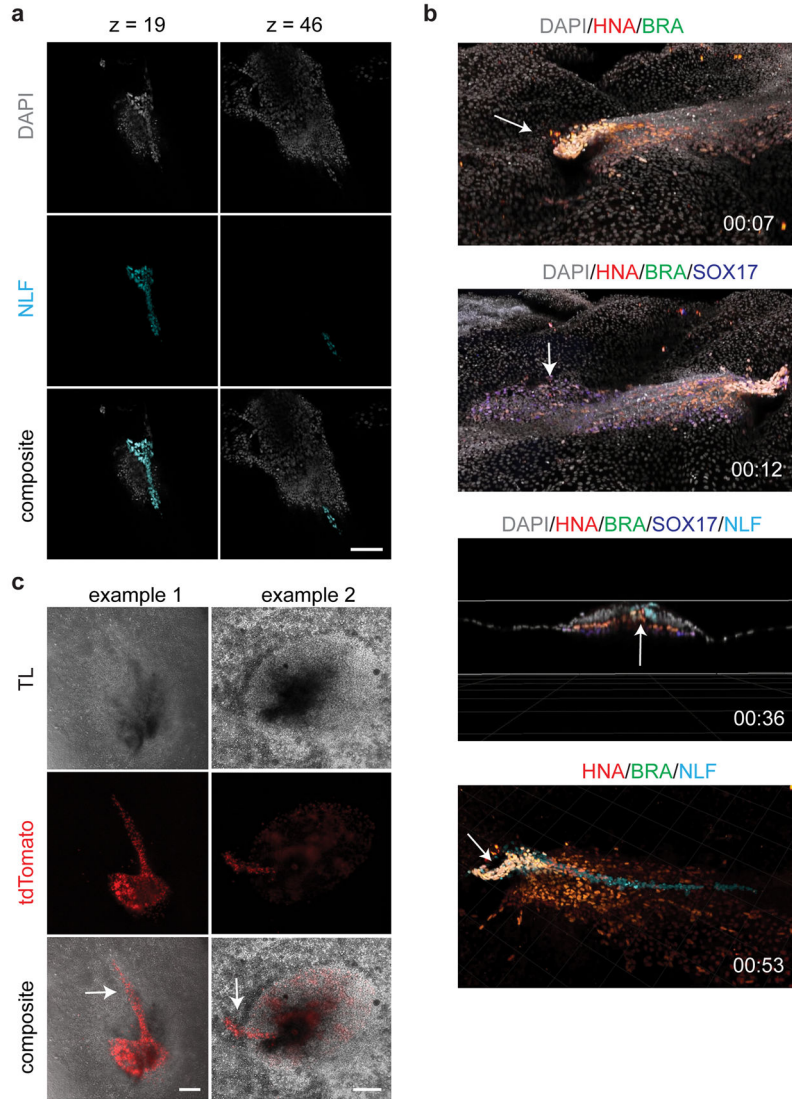 a
z = 19
z = 46
DAPI
NLF
composite
b
DAPI/HNA/BRA
00:07
DAPI/HNA/BRA/SOX17
00:12
DAPI/HNA/BRA/SOX17/NLF
00:36
HNA/BRA/NLF
00:53
c
example 1
example 2
TL
tdTomato
composite